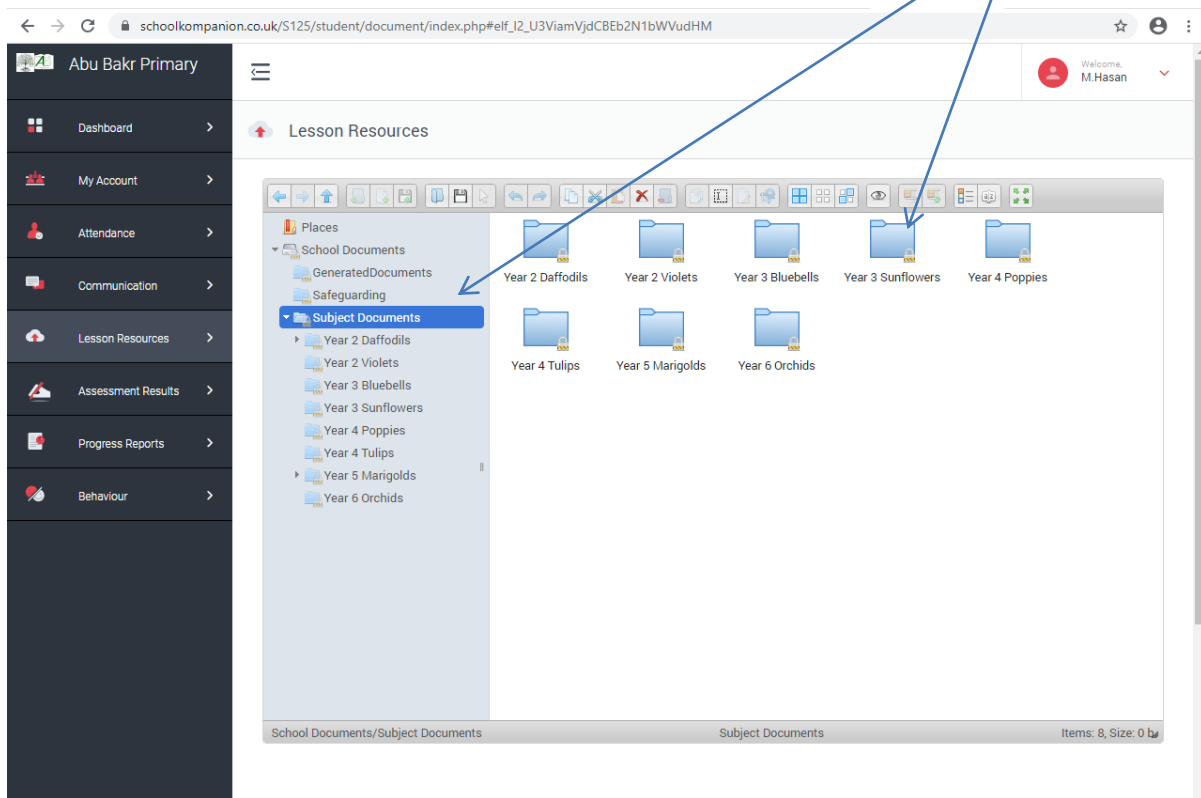 schoolkompanion.co.uk/S125/student/document/index.php#elf_l2_U3ViamVjdCBEb2N1bWVudHM
Abu Bakr Primary
Welcome,
M.Hasan
Dashboard
My Account
Attendance
Communication
Lesson Resources
Assessment Results
Progress Reports
Behaviour
Lesson Resources
Places
School Documents
GeneratedDocuments
Safeguarding
Subject Documents
Year 2 Daffodils
Year 2 Violets
Year 3 Bluebells
Year 3 Sunflowers
Year 4 Poppies
Year 4 Tulips
Year 5 Marigolds
Year 6 Orchids
Year 2 Daffodils
Year 2 Violets
Year 3 Bluebells
Year 3 Sunflowers
Year 4 Poppies
Year 4 Tulips
Year 5 Marigolds
Year 6 Orchids
School Documents/Subject Documents
Subject Documents
Items: 8, Size: 0 b